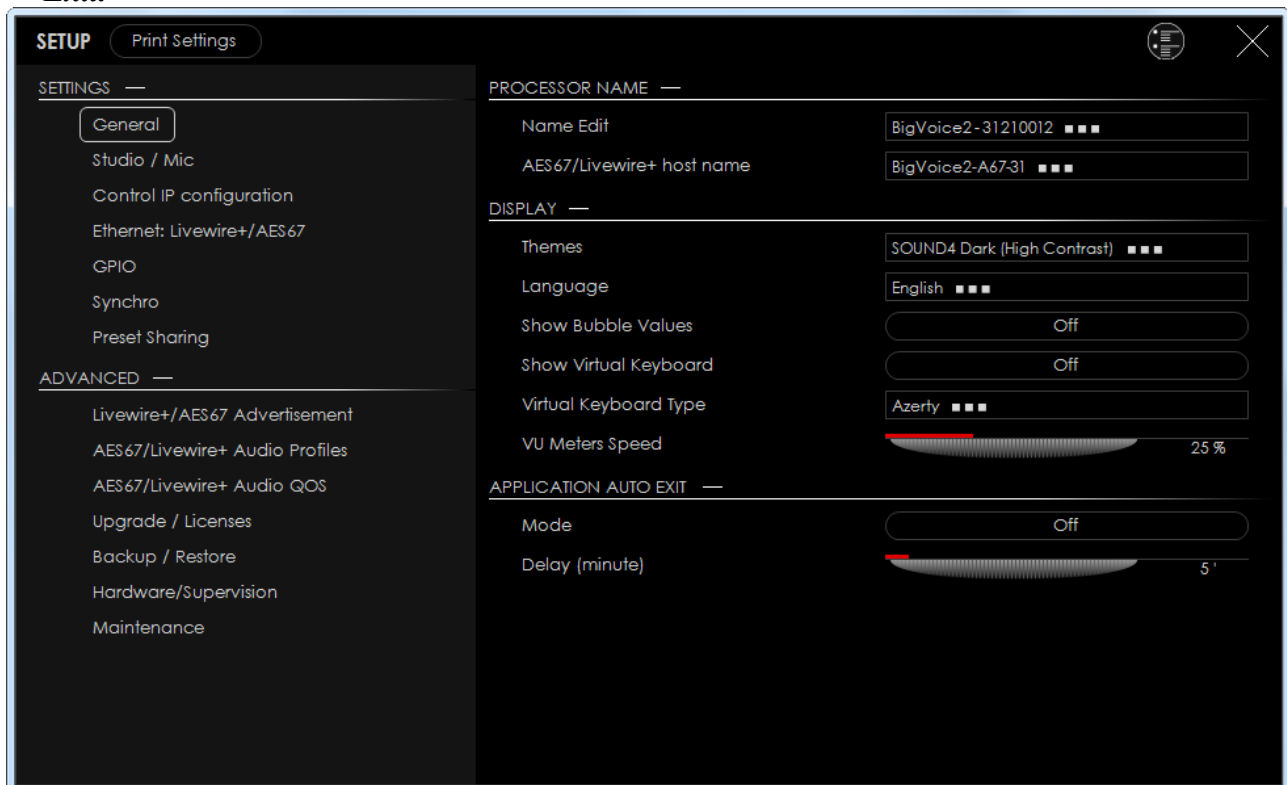 SETUP Print Settings
SETTINGS
General
Studio / Mic
Control IP configuration
Ethernet: Livewire+/AES67
GPIO
Synchro
Preset Sharing
ADVANCED
Livewire+/AES67 Advertisement
AES67/Livewire+ Audio Profiles
AES67/Livewire+ Audio QOS
Upgrade / Licenses
Backup / Restore
Hardware/Supervision
Maintenance
PROCESSOR NAME
Name Edit BigVoice2-31210012
AES67/Livewire+ host name BigVoice2-A67-31
DISPLAY
Themes SOUND4 Dark (High Contrast)
Language English
Show Bubble Values Off
Show Virtual Keyboard Off
Virtual Keyboard Type Azerty
VU Meters Speed 25 %
APPLICATION AUTO EXIT
Mode Off
Delay (minute) 5 '